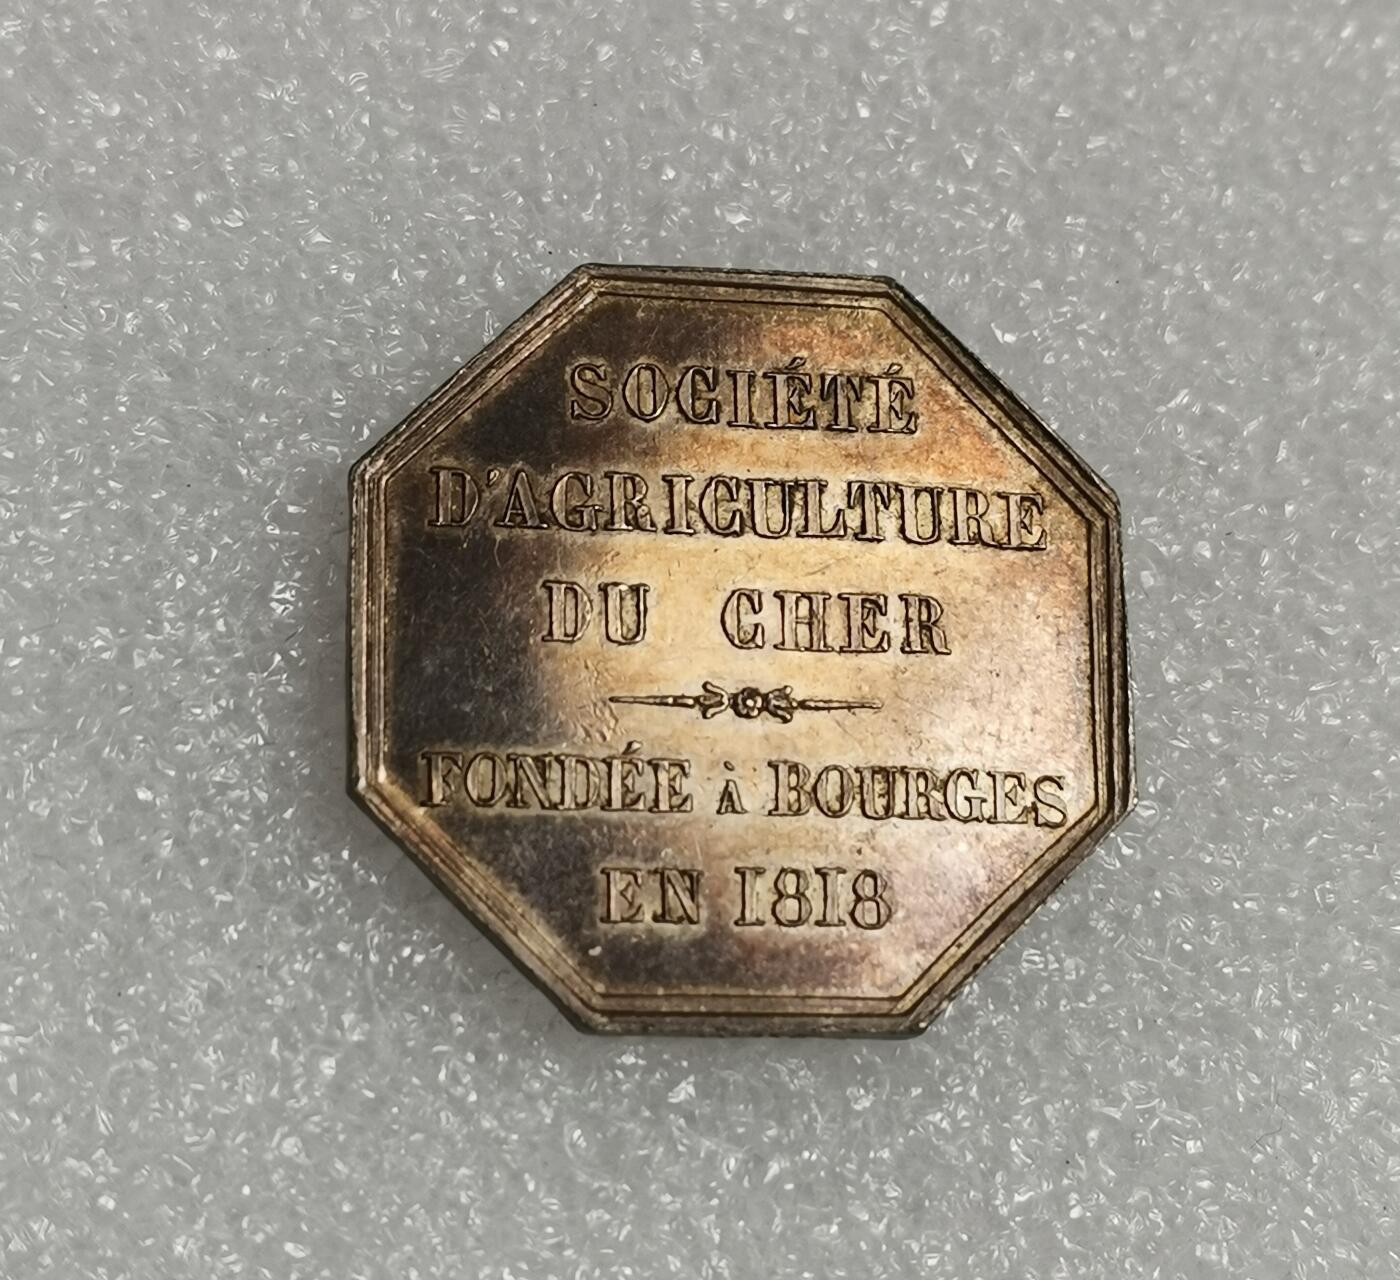 SOCIÉTÉ
D'AGRICULTURE
DU CHER
FONDÉE À BOURGES
EN 1818